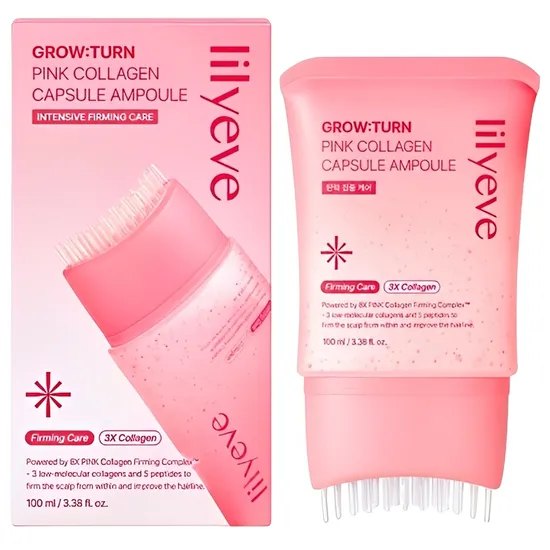 GROW:TURN
PINK COLLAGEN
CAPSULE AMPOULE
INTENSIVE FIRMING CARE
lilyeve
lilyeve
Firming Care
3X Collagen
Powered by 8X PINK Collagen Firming Complex™
- 3 low-molecular collagens and 5 peptides to
firm the scalp from within and improve the hairline.
100 ml / 3.38 fl. oz.
GROW:TURN
PINK COLLAGEN
CAPSULE AMPOULE
탄력 집중 케어
lilyeve
Firming Care
3X Collagen
Powered by 8X PINK Collagen Firming Complex™
- 3 low-molecular collagens and 5 peptides to
firm the scalp from within and improve the hairline.
100 ml / 3.38 fl. oz.